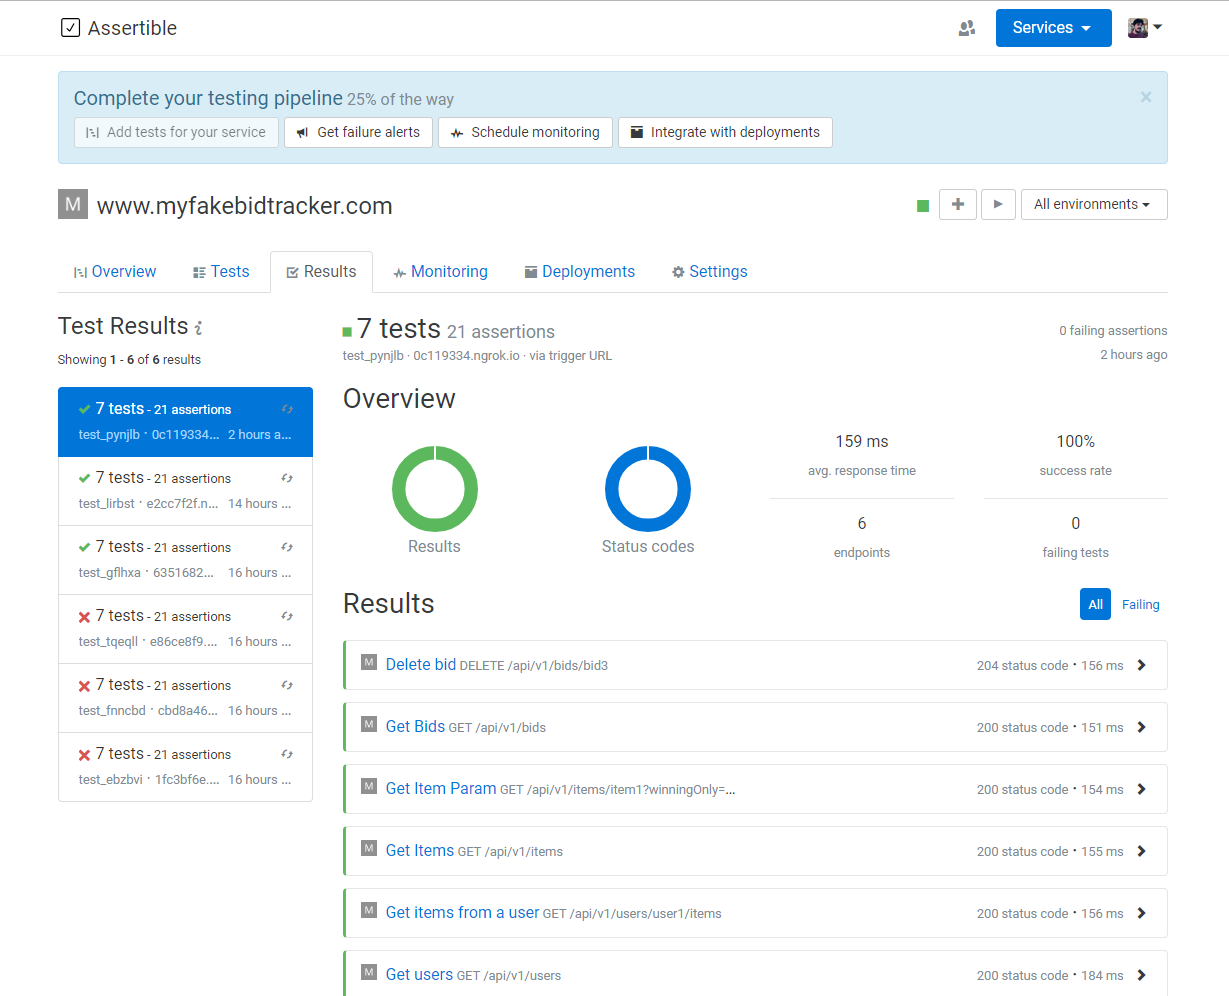 Assertible
Services
Complete your testing pipeline 25% of the way ×
Add tests for your service Get failure alerts Schedule monitoring Integrate with deployments
M www.myfakebidtracker.com All environments
Overview Tests Results Monitoring Deployments Settings
Test Results i
Showing 1 - 6 of 6 results
7 tests - 21 assertions
test_pynjlb · 0c119334... 2 hours a...
7 tests - 21 assertions
test_lirbst · e2cc7f2f.n... 14 hours ...
7 tests - 21 assertions
test_gflhxa · 6351682... 16 hours ...
7 tests - 21 assertions
test_tqeqll · e86ce8f9.... 16 hours ...
7 tests - 21 assertions
test_fnncbd · cbd8a46... 16 hours ...
7 tests - 21 assertions
test_ebzbvi · 1fc3bf6e.... 16 hours ...
7 tests 21 assertions 0 failing assertions
test_pynjlb · 0c119334.ngrok.io · via trigger URL 2 hours ago
Overview
159 ms 100%
avg. response time success rate
6 0
endpoints failing tests
Results Status codes
Results All Failing
M Delete bid DELETE /api/v1/bids/bid3 204 status code · 156 ms
M Get Bids GET /api/v1/bids 200 status code · 151 ms
M Get Item Param GET /api/v1/items/item1?winningOnly=... 200 status code · 154 ms
M Get Items GET /api/v1/items 200 status code · 155 ms
M Get items from a user GET /api/v1/users/user1/items 200 status code · 156 ms
M Get users GET /api/v1/users 200 status code · 184 ms